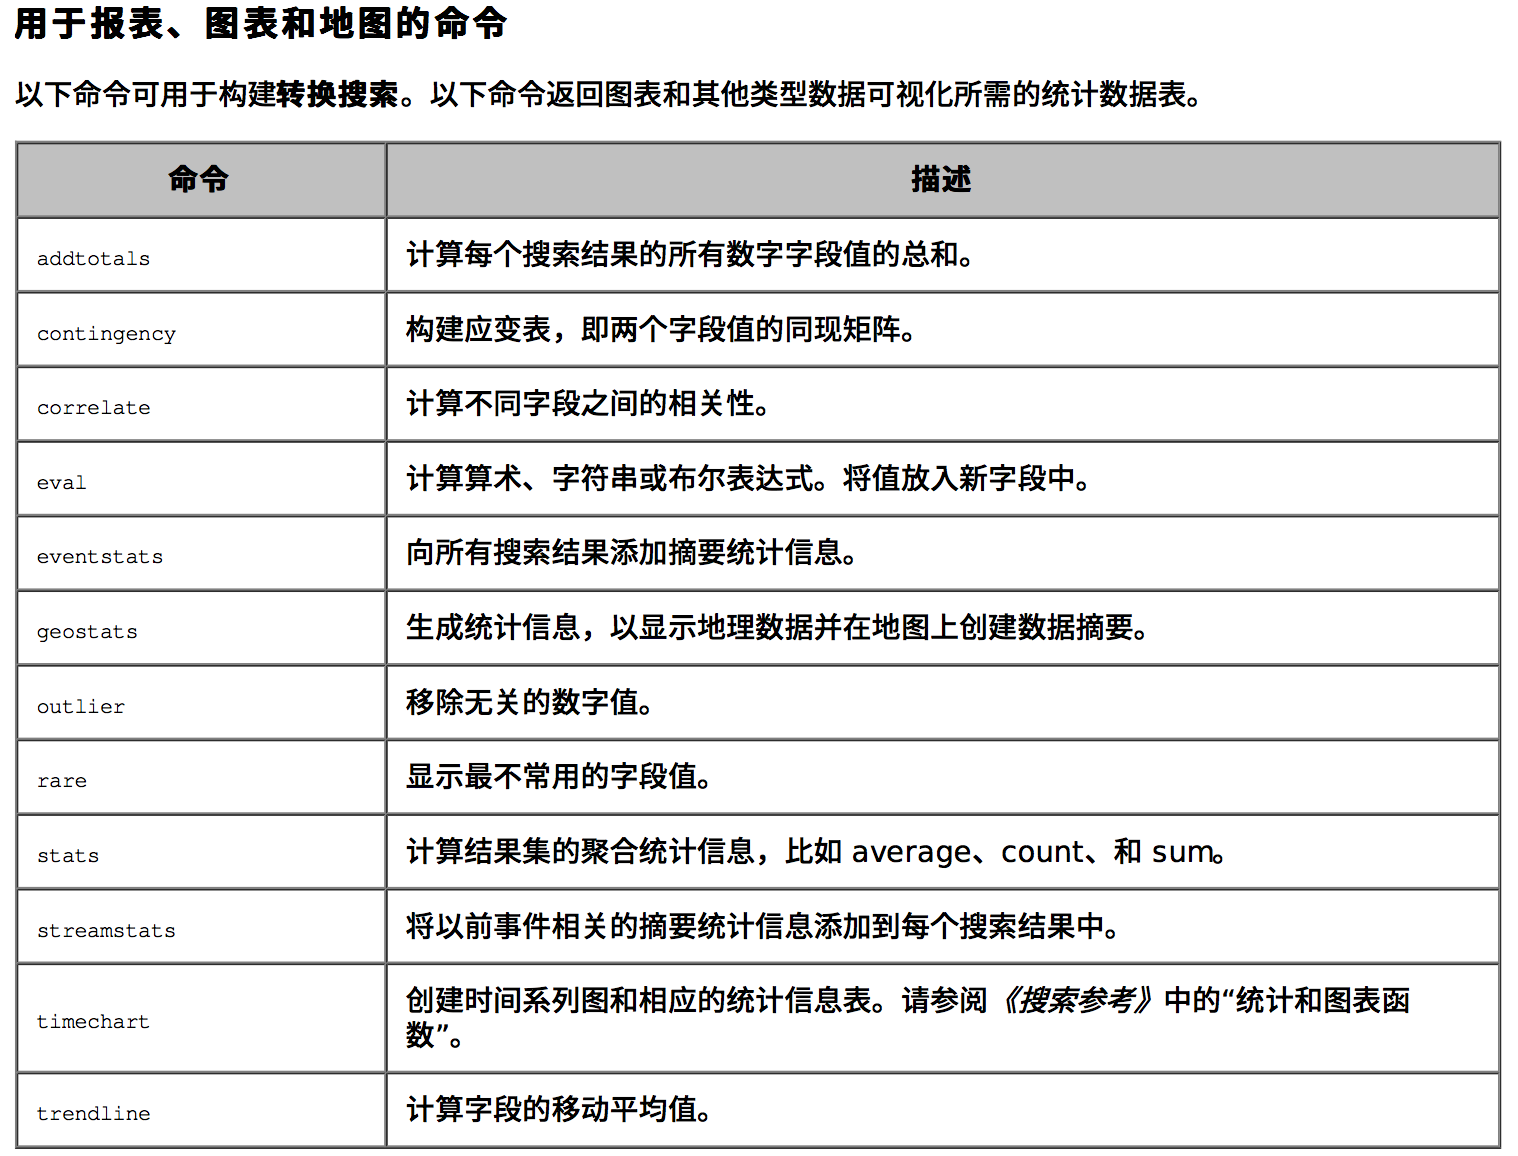 用于报表、图表和地图的命令
以下命令可用于构建转换搜索。以下命令返回图表和其他类型数据可视化所需的统计数据表。
命令 描述
addtotals 计算每个搜索结果的所有数字字段值的总和。
contingency 构建应变表，即两个字段值的同现矩阵。
correlate 计算不同字段之间的相关性。
eval 计算算术、字符串或布尔表达式。将值放入新字段中。
eventstats 向所有搜索结果添加摘要统计信息。
geostats 生成统计信息，以显示地理数据并在地图上创建数据摘要。
outlier 移除无关的数字值。
rare 显示最不常用的字段值。
stats 计算结果集的聚合统计信息，比如 average、count、和 sum。
streamstats 将以前事件相关的摘要统计信息添加到每个搜索结果中。
timechart 创建时间系列图和相应的统计信息表。请参阅《搜索参考》中的“统计和图表函
数”。
trendline 计算字段的移动平均值。